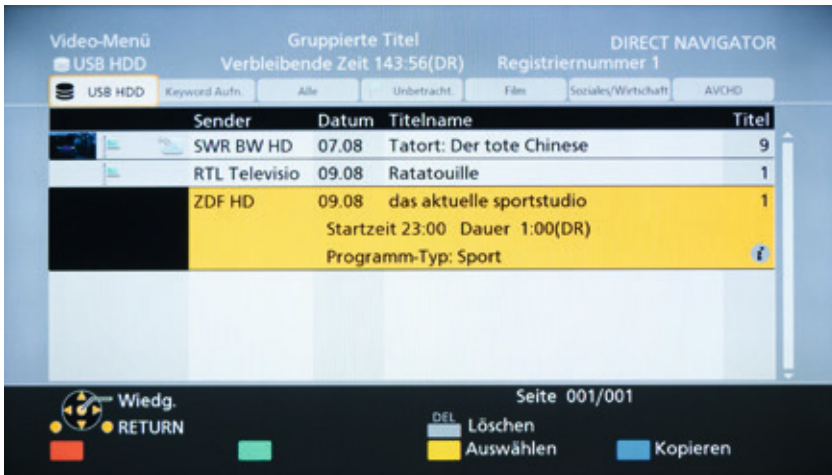 Video-Menü Gruppierte Titel DIRECT NAVIGATOR
USB HDD Verbleibende Zeit 143:56(DR) Registriernummer 1
USB HDD Keyword Aufn. Alle Unbetracht. Film Soziales/Wirtschaft AVCHD
Sender Datum Titelname Titel
SWR BW HD 07.08 Tatort: Der tote Chinese 9
RTL Televisio 09.08 Ratatouille 1
ZDF HD 09.08 das aktuelle sportstudio 1
Startzeit 23:00 Dauer 1:00(DR)
Programm-Typ: Sport i
Wiedg. Seite 001/001
RETURN DEL Löschen
Auswählen Kopieren